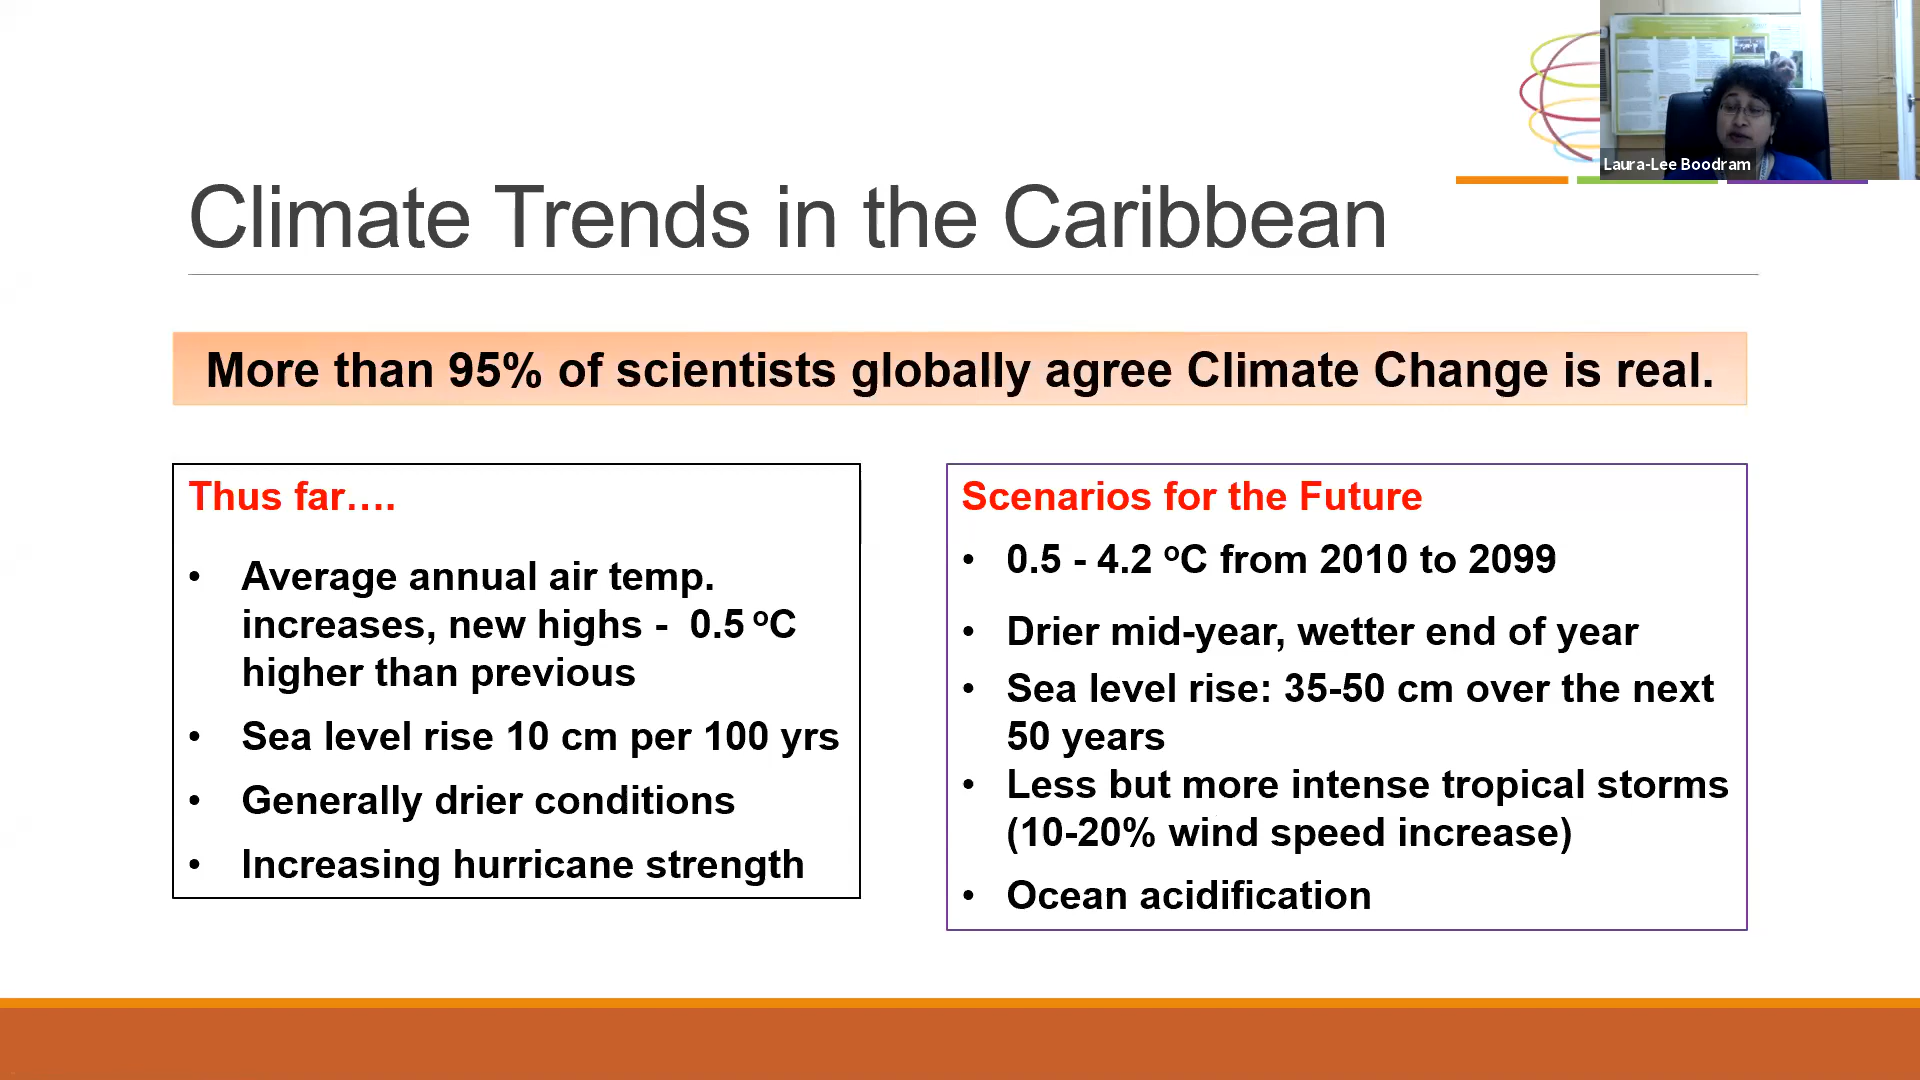 Laura-Lee Boodram
Climate Trends in the Caribbean
More than 95% of scientists globally agree Climate Change is real.
Thus far....
• Average annual air temp.
increases, new highs - 0.5 ºC
higher than previous
• Sea level rise 10 cm per 100 yrs
• Generally drier conditions
• Increasing hurricane strength
Scenarios for the Future
• 0.5 - 4.2 ºC from 2010 to 2099
• Drier mid-year, wetter end of year
• Sea level rise: 35-50 cm over the next
50 years
• Less but more intense tropical storms
(10-20% wind speed increase)
• Ocean acidification